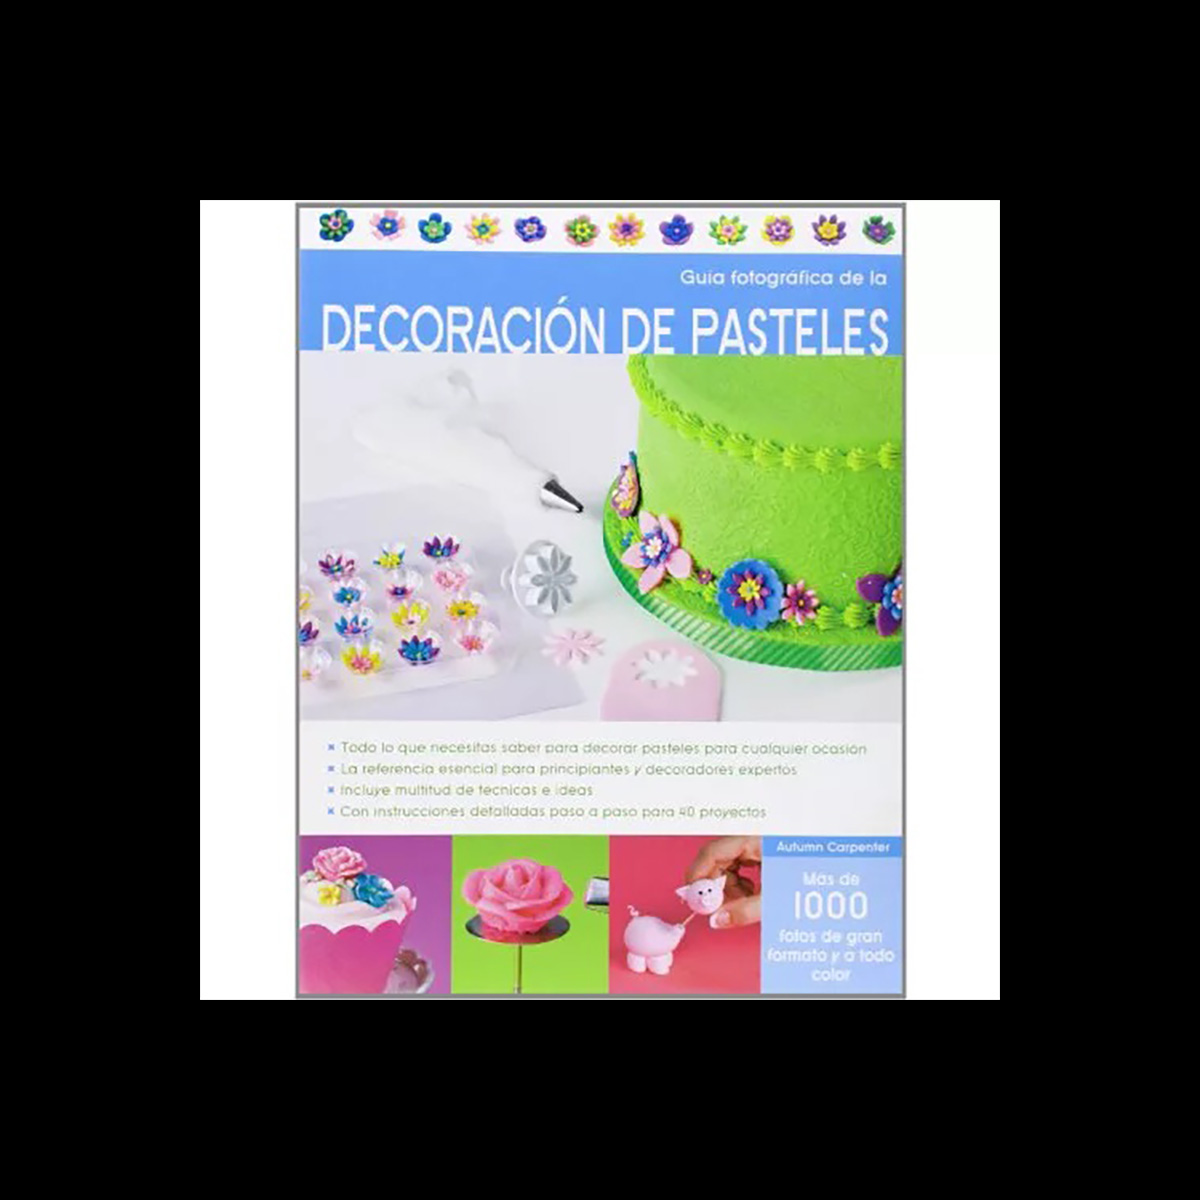 Guía fotográfica de la
DECORACIÓN DE PASTELES
Todo lo que necesitas saber para decorar pasteles para cualquier ocasión
La referencia esencial para principiantes y decoradores expertos
Incluye multitud de técnicas e ideas
Con instrucciones detalladas paso a paso para 40 proyectos
Autumn Carpenter
Más de
1000
fotos de gran
formato y a todo
color